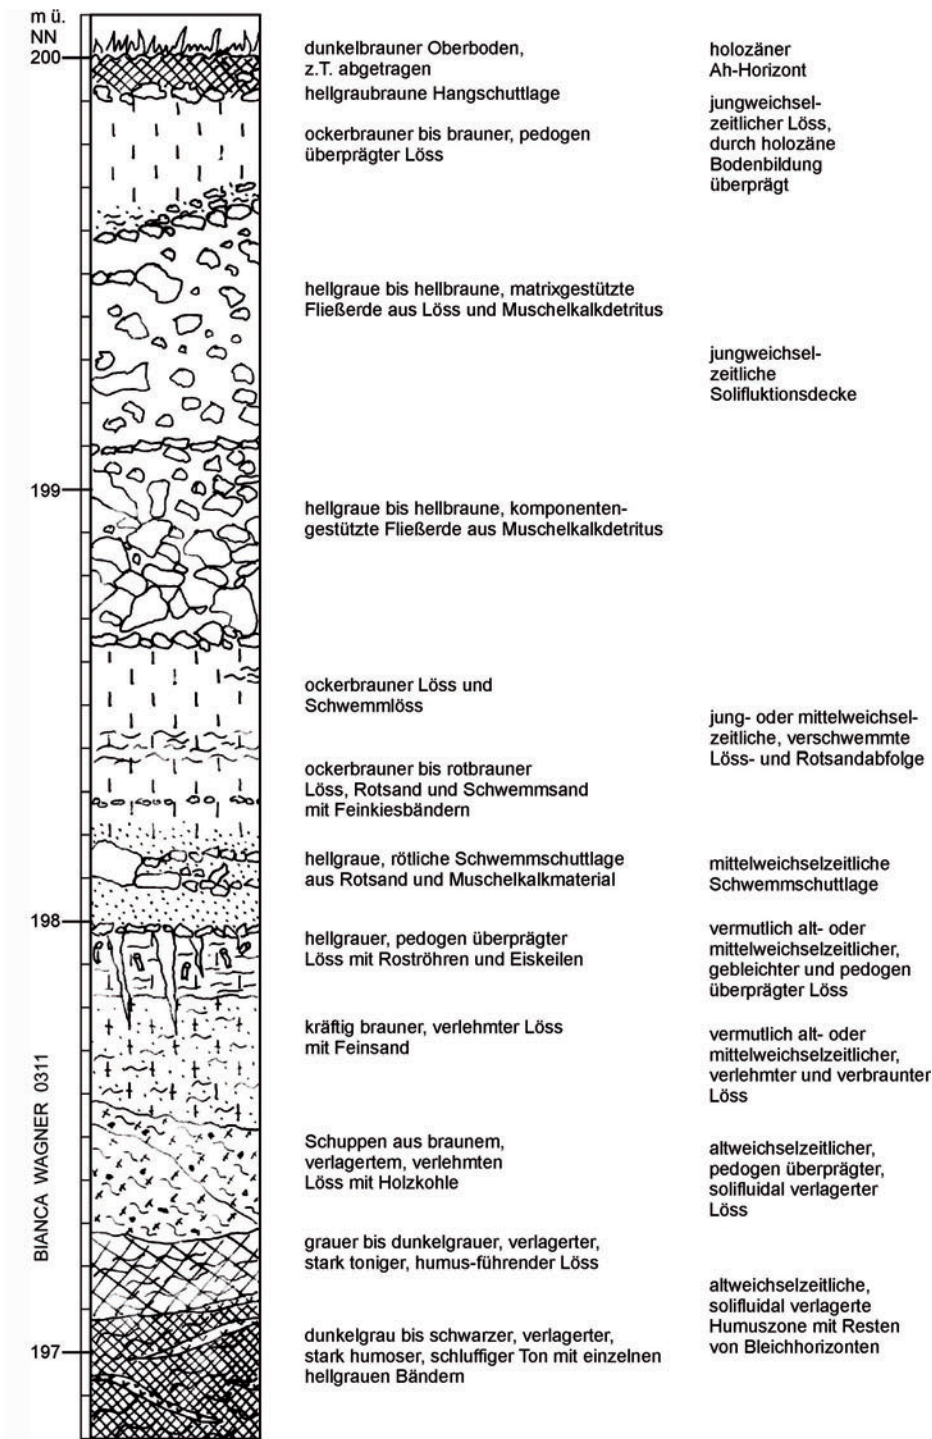 m ü.
NN
200
dunkelbrauner Oberboden,
z.T. abgetragen
holozäner
Ah-Horizont
hellgraubraune Hangschuttlage
ockerbrauner bis brauner, pedogen
überprägter Löss
jungweichsel-
zeitlicher Löss,
durch holozäne
Bodenbildung
überprägt
hellgraue bis hellbraune, matrixgestützte
Fließerde aus Löss und Muschelkalkdetritus
jungweichsel-
zeitliche
Solifluktionsdecke
199
hellgraue bis hellbraune, komponenten-
gestützte Fließerde aus Muschelkalkdetritus
ockerbrauner Löss und
Schwemmlöss
jung- oder mittelweichsel-
zeitliche, verschwemmte
Löss- und Rotsandabfolge
ockerbrauner bis rotbrauner
Löss, Rotsand und Schwemmsand
mit Feinkiesbändern
hellgraue, rötliche Schwemmschuttlage
aus Rotsand und Muschelkalkmaterial
mittelweichselzeitliche
Schwemmschuttlage
198
hellgrauer, pedogen überprägter
Löss mit Roströhren und Eiskeilen
vermutlich alt- oder
mittelweichselzeitlicher,
gebleichter und pedogen
überprägter Löss
kräftig brauner, verlehmter Löss
mit Feinsand
vermutlich alt- oder
mittelweichselzeitlicher,
verlehmter und verbraunter
Löss
Schuppen aus braunem,
verlagertem, verlehmten
Löss mit Holzkohle
altweichselzeitlicher,
pedogen überprägter,
solifluidal verlagerter
Löss
grauer bis dunkelgrauer, verlagerter,
stark toniger, humus-führender Löss
altweichselzeitliche,
solifluidal verlagerte
Humuszone mit Resten
von Bleichhorizonten
197
dunkelgrau bis schwarzer, verlagerter,
stark humoser, schluffiger Ton mit einzelnen
hellgrauen Bändern
BIANCA WAGNER 0311